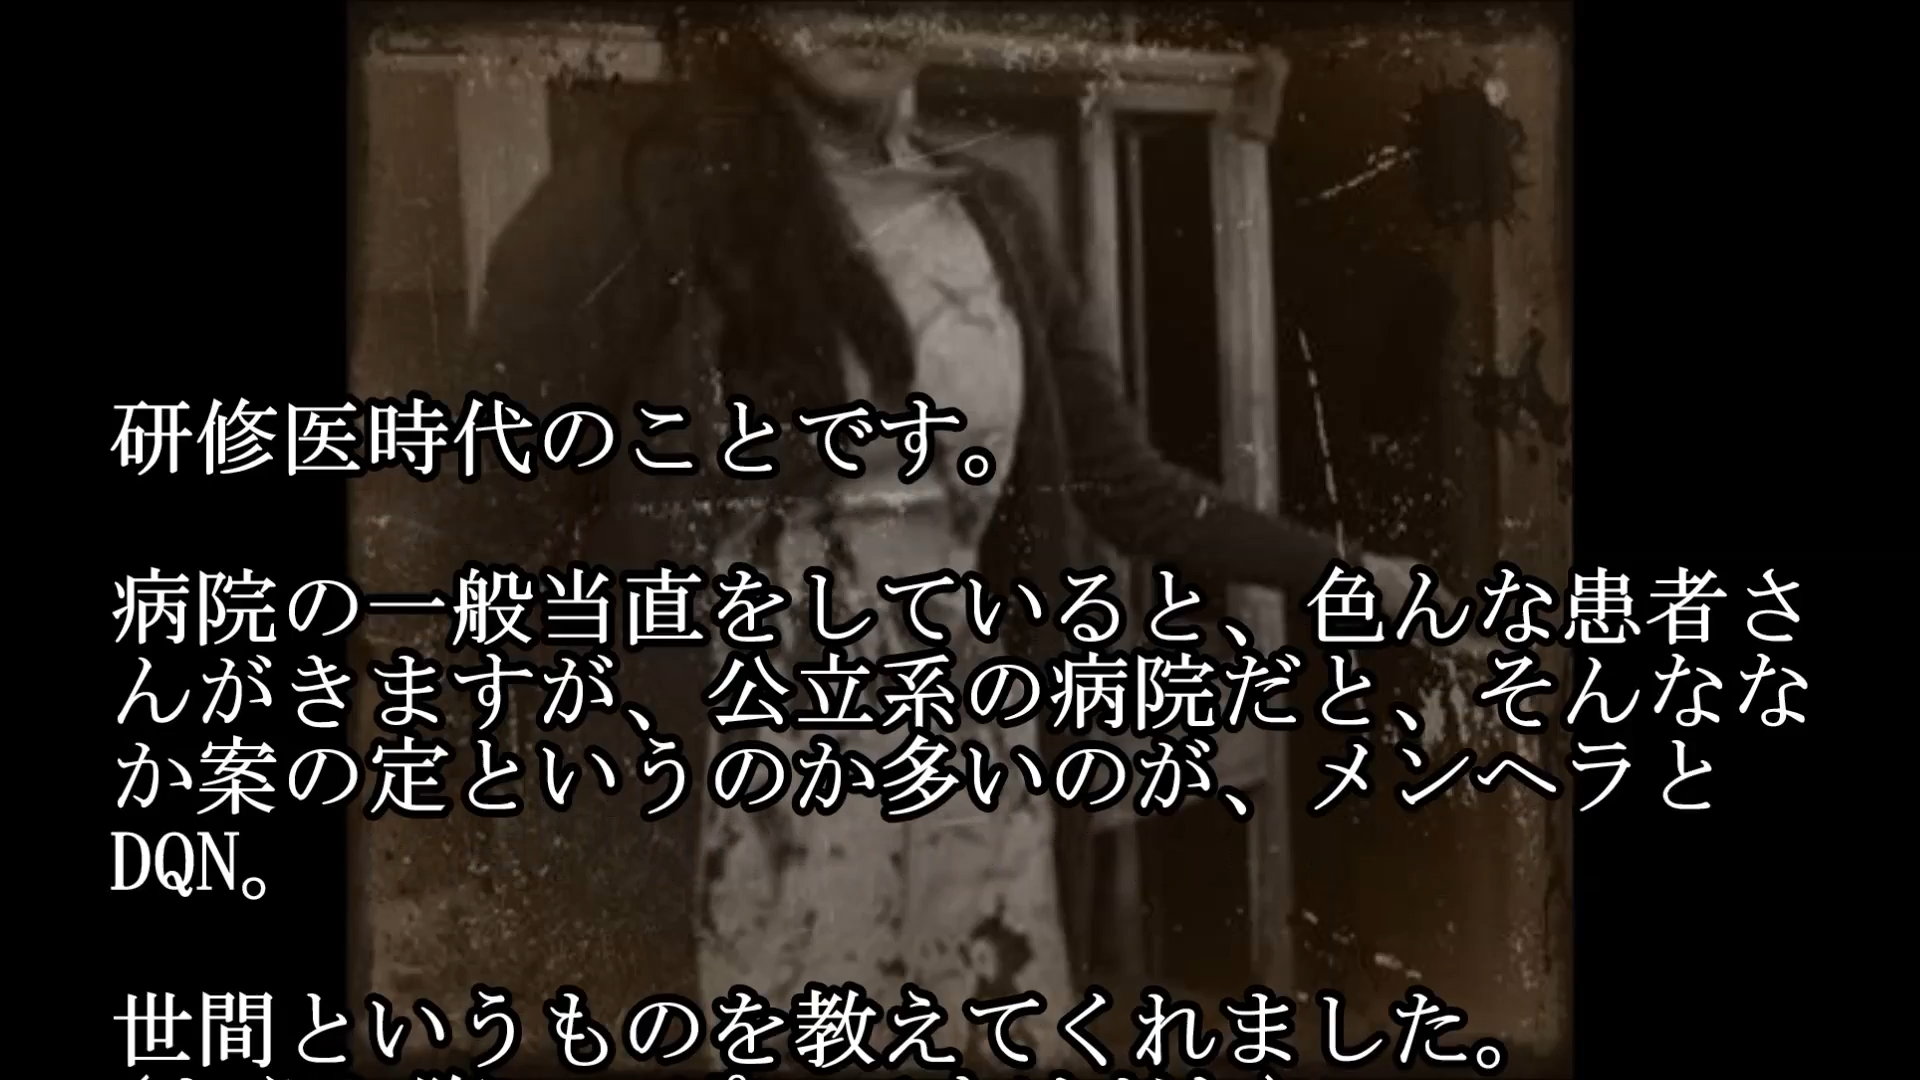 研修医時代のことです。
病院の一般当直をしていると、色んな患者さ
んがきますが、公立系の病院だと、そんなな
か案の定というのか多いのが、メンヘラと
DQN。
世間というものを教えてくれました。